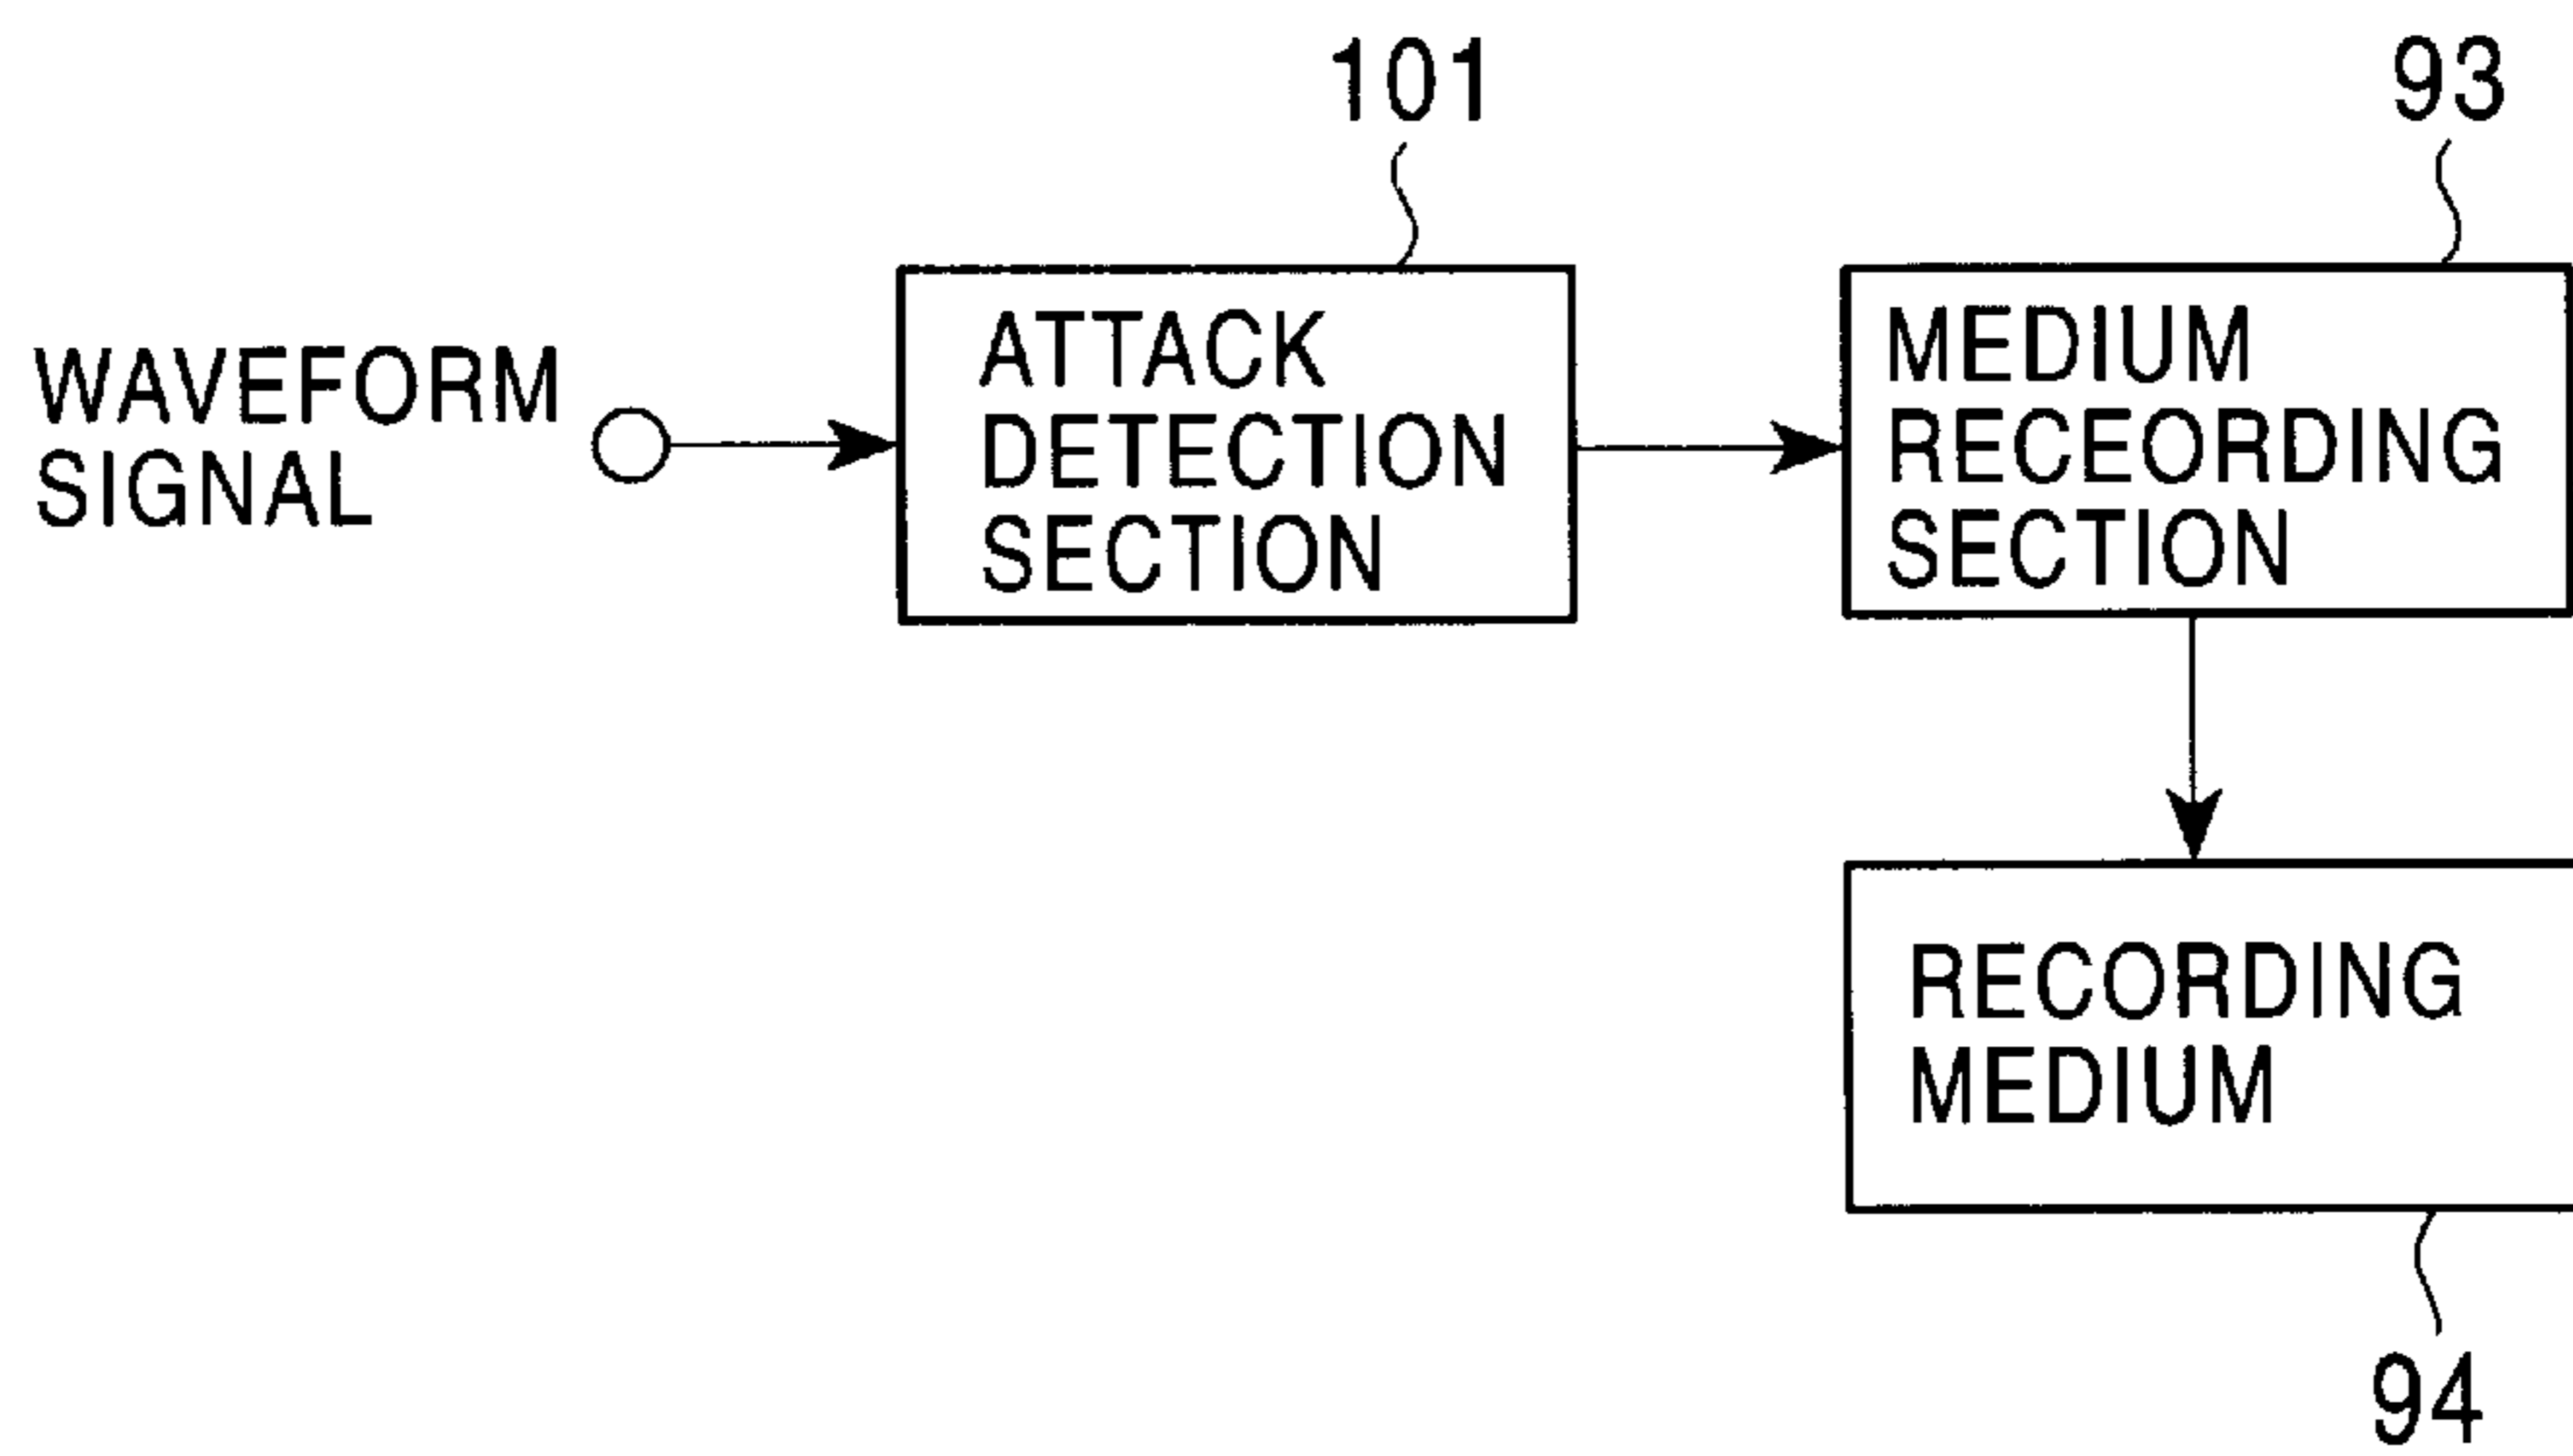 101
93
WAVEFORM
SIGNAL
ATTACK
DETECTION
SECTION
MEDIUM
RECEORDING
SECTION
RECORDING
MEDIUM
94